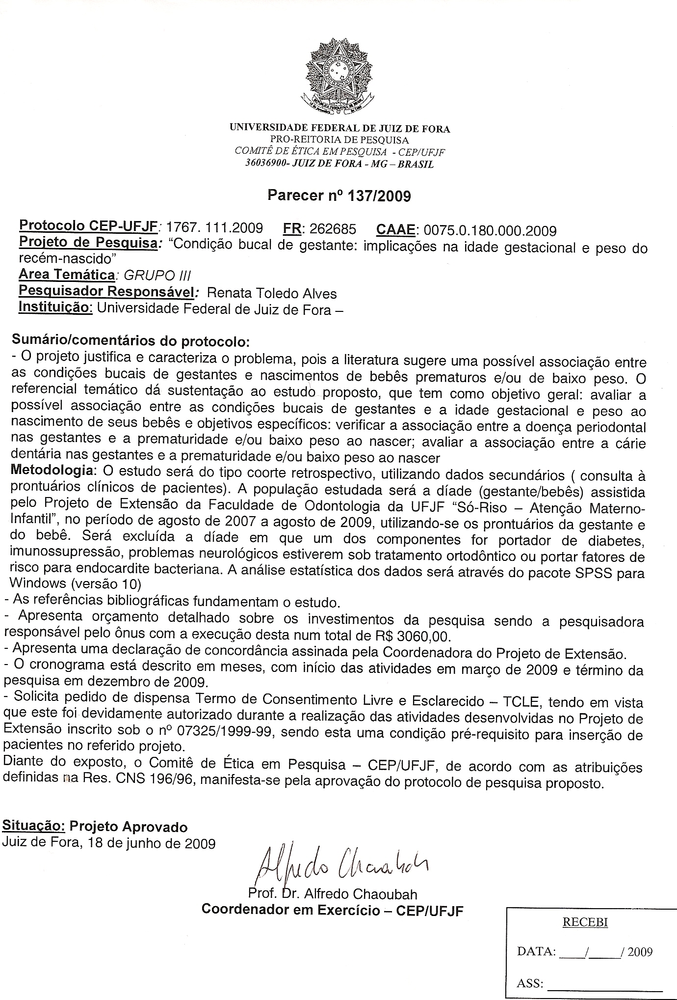 UNIVERSIDADE FEDERAL DE JUIZ DE FORA
PRO-REITORIA DE PESQUISA
COMITÊ DE ÉTICA EM PESQUISA - CEP/UFJF
36036900- JUIZ DE FORA - MG – BRASIL
Parecer nº 137/2009
Protocolo CEP-UFJF: 1767. 111.2009 FR: 262685 CAAE: 0075.0.180.000.2009
Projeto de Pesquisa: “Condição bucal de gestante: implicações na idade gestacional e peso do
recém-nascido”
Area Temática: GRUPO III
Pesquisador Responsável: Renata Toledo Alves
Instituição: Universidade Federal de Juiz de Fora –
Sumário/comentários do protocolo:
- O projeto justifica e caracteriza o problema, pois a literatura sugere uma possível associação entre
as condições bucais de gestantes e nascimentos de bebês prematuros e/ou de baixo peso. O
referencial temático dá sustentação ao estudo proposto, que tem como objetivo geral: avaliar a
possível associação entre as condições bucais de gestantes e a idade gestacional e peso ao
nascimento de seus bebês e objetivos específicos: verificar a associação entre a doença periodontal
nas gestantes e a prematuridade e/ou baixo peso ao nascer; avaliar a associação entre a cárie
dentária nas gestantes e a prematuridade e/ou baixo peso ao nascer
Metodologia: O estudo será do tipo coorte retrospectivo, utilizando dados secundários ( consulta à
prontuários clínicos de pacientes). A população estudada será a díade (gestante/bebês) assistida
pelo Projeto de Extensão da Faculdade de Odontologia da UFJF “Só-Riso – Atenção Materno-
Infantil”, no período de agosto de 2007 a agosto de 2009, utilizando-se os prontuários da gestante e
do bebê. Será excluída a díade em que um dos componentes for portador de diabetes,
imunossupressão, problemas neurológicos estiverem sob tratamento ortodôntico ou portar fatores de
risco para endocardite bacteriana. A análise estatística dos dados será através do pacote SPSS para
Windows (versão 10)
- As referências bibliográficas fundamentam o estudo.
- Apresenta orçamento detalhado sobre os investimentos da pesquisa sendo a pesquisadora
responsável pelo ônus com a execução desta num total de R$ 3060,00.
- Apresenta uma declaração de concordância assinada pela Coordenadora do Projeto de Extensão.
- O cronograma está descrito em meses, com início das atividades em março de 2009 e término da
pesquisa em dezembro de 2009.
- Solicita pedido de dispensa Termo de Consentimento Livre e Esclarecido – TCLE, tendo em vista
que este foi devidamente autorizado durante a realização das atividades desenvolvidas no Projeto de
Extensão inscrito sob o nº 07325/1999-99, sendo esta uma condição pré-requisito para inserção de
pacientes no referido projeto.
Diante do exposto, o Comitê de Ética em Pesquisa – CEP/UFJF, de acordo com as atribuições
definidas na Res. CNS 196/96, manifesta-se pela aprovação do protocolo de pesquisa proposto.
Situação: Projeto Aprovado
Juiz de Fora, 18 de junho de 2009
Alfredo Chaoubah
Prof. Dr. Alfredo Chaoubah
Coordenador em Exercício – CEP/UFJF
RECEBI
DATA: ____/_____/ 2009
ASS: __________________